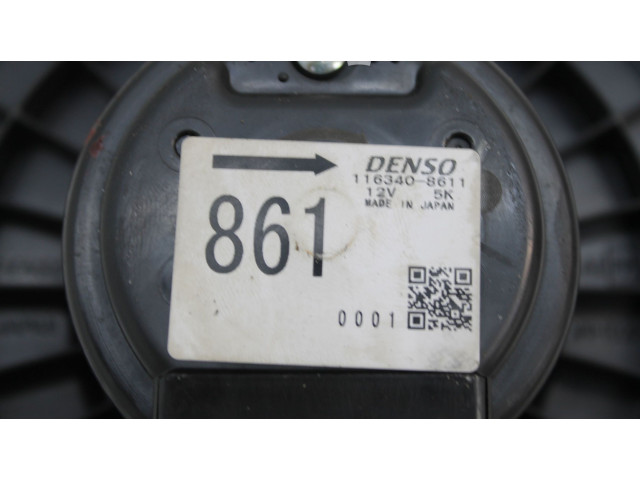 DENSO
116340-8611
12V 5K
MADE IN JAPAN
861
0001